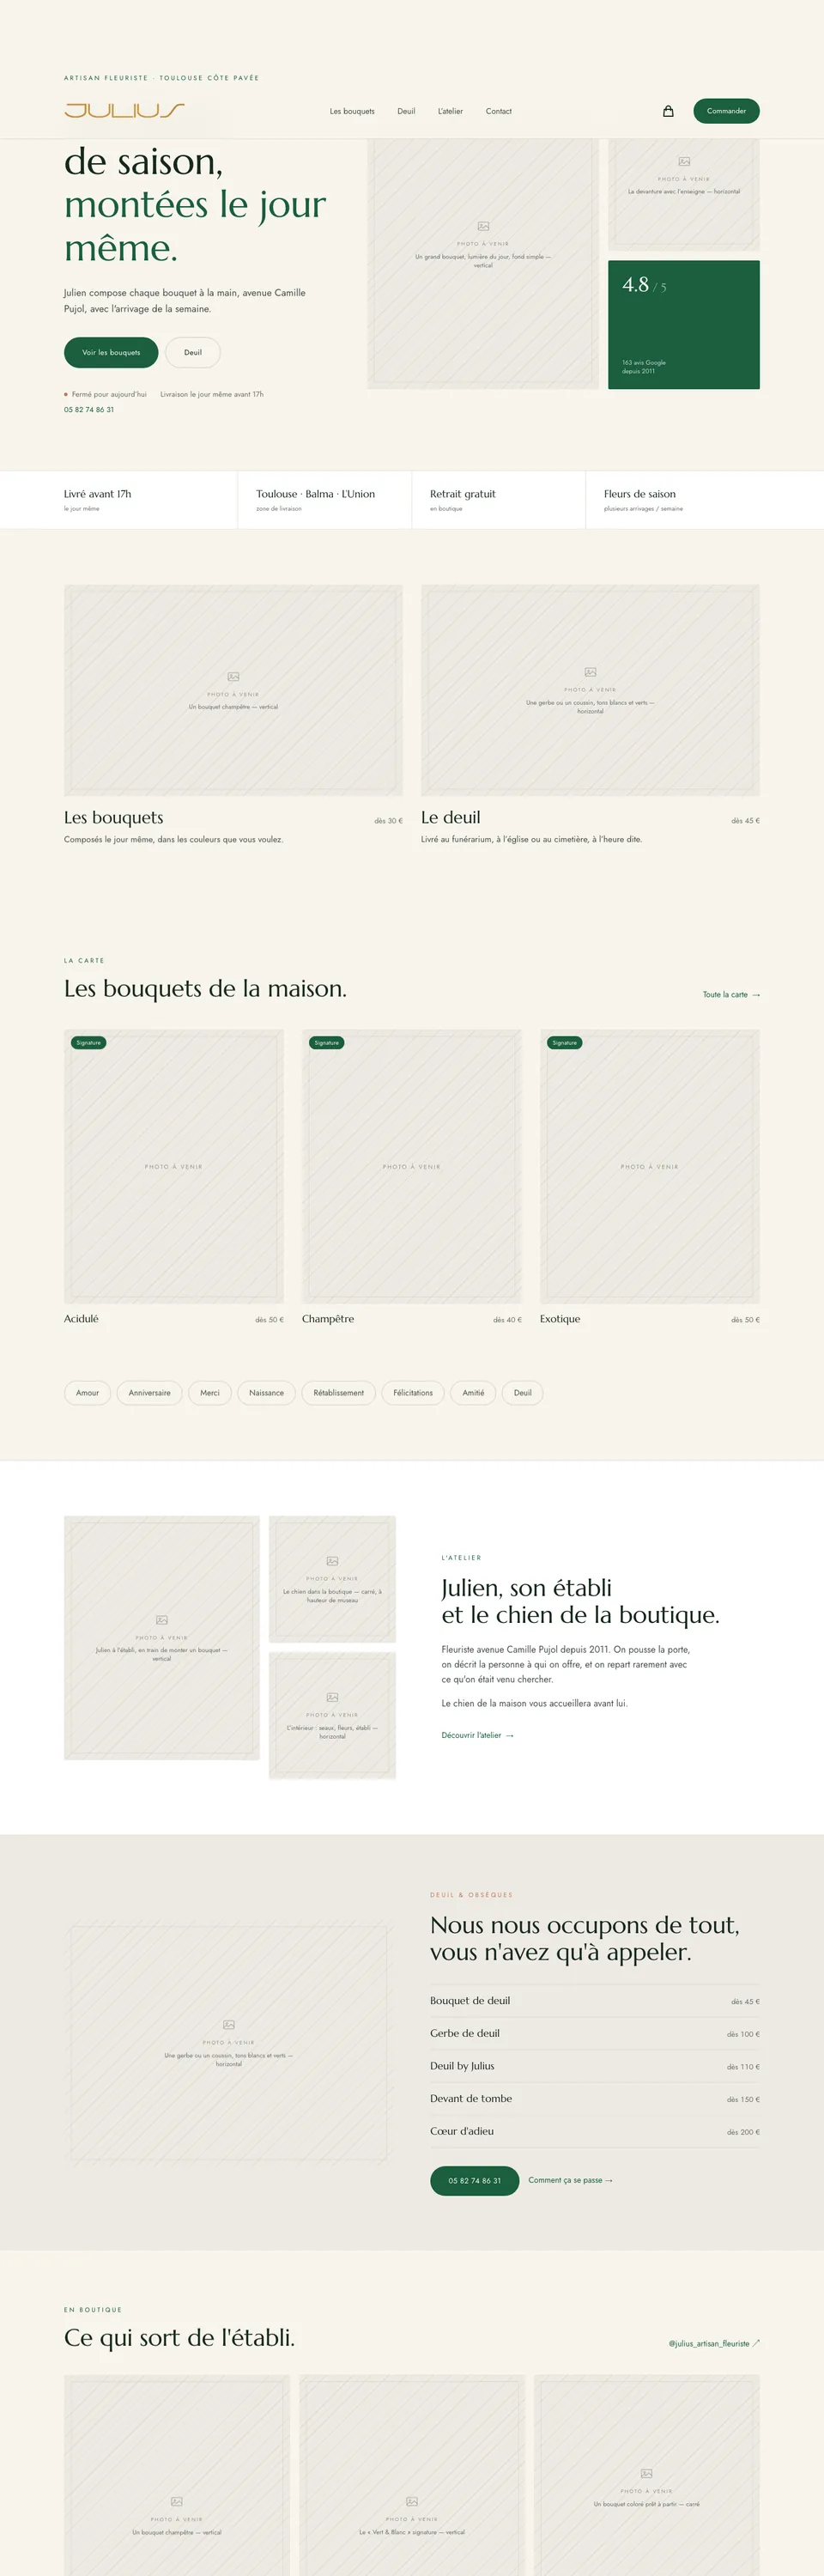 ARTISAN FLEURISTE · TOULOUSE CÔTE PAVÉE
JULIUS
Les bouquets
Deuil
L'atelier
Contact
Commander
de saison,
montées le jour
même.
Julien compose chaque bouquet à la main, avenue Camille
Pujol, avec l'arrivage de la semaine.
Voir les bouquets
Deuil
Fermé pour aujourd'hui
Livraison le jour même avant 17h
05 82 74 86 31
PHOTO À VENIR
Un grand bouquet, lumière du jour, fond simple —
vertical
PHOTO À VENIR
La devanture avec l'enseigne — horizontal
4.8 / 5
163 avis Google
depuis 2011
Livré avant 17h
le jour même
Toulouse · Balma · L'Union
zone de livraison
Retrait gratuit
en boutique
Fleurs de saison
plusieurs arrivages / semaine
PHOTO À VENIR
Un bouquet champêtre — vertical
PHOTO À VENIR
Une gerbe ou un coussin, tons blancs et verts —
horizontal
Les bouquets
dès 30 €
Composés le jour même, dans les couleurs que vous voulez.
Le deuil
dès 45 €
Livré au funérarium, à l'église ou au cimetière, à l'heure dite.
LA CARTE
Les bouquets de la maison.
Toute la carte →
Signature
PHOTO À VENIR
Signature
PHOTO À VENIR
Signature
PHOTO À VENIR
Acidulé
dès 50 €
Champêtre
dès 40 €
Exotique
dès 50 €
Amour
Anniversaire
Merci
Naissance
Rétablissement
Félicitations
Amitié
Deuil
PHOTO À VENIR
Julien à l'établi, en train de monter un bouquet —
vertical
PHOTO À VENIR
Le chien dans la boutique — carré, à
hauteur de museau
PHOTO À VENIR
L'intérieur : seaux, fleurs, établi —
horizontal
L'ATELIER
Julien, son établi
et le chien de la boutique.
Fleuriste avenue Camille Pujol depuis 2011. On pousse la porte,
on décrit la personne à qui on offre, et on repart rarement avec
ce qu'on était venu chercher.
Le chien de la maison vous accueillera avant lui.
Découvrir l'atelier →
PHOTO À VENIR
Une gerbe ou un coussin, tons blancs et verts —
horizontal
DEUIL & OBSÈQUES
Nous nous occupons de tout,
vous n'avez qu'à appeler.
Bouquet de deuil
dès 45 €
Gerbe de deuil
dès 100 €
Deuil by Julius
dès 110 €
Devant de tombe
dès 150 €
Cœur d'adieu
dès 200 €
05 82 74 86 31
Comment ça se passe →
EN BOUTIQUE
Ce qui sort de l'établi.
@julius_artisan_fleuriste ↗
PHOTO À VENIR
Un bouquet champêtre — vertical
PHOTO À VENIR
Le « Vert & Blanc » signature — vertical
PHOTO À VENIR
Un bouquet coloré prêt à partir — carré